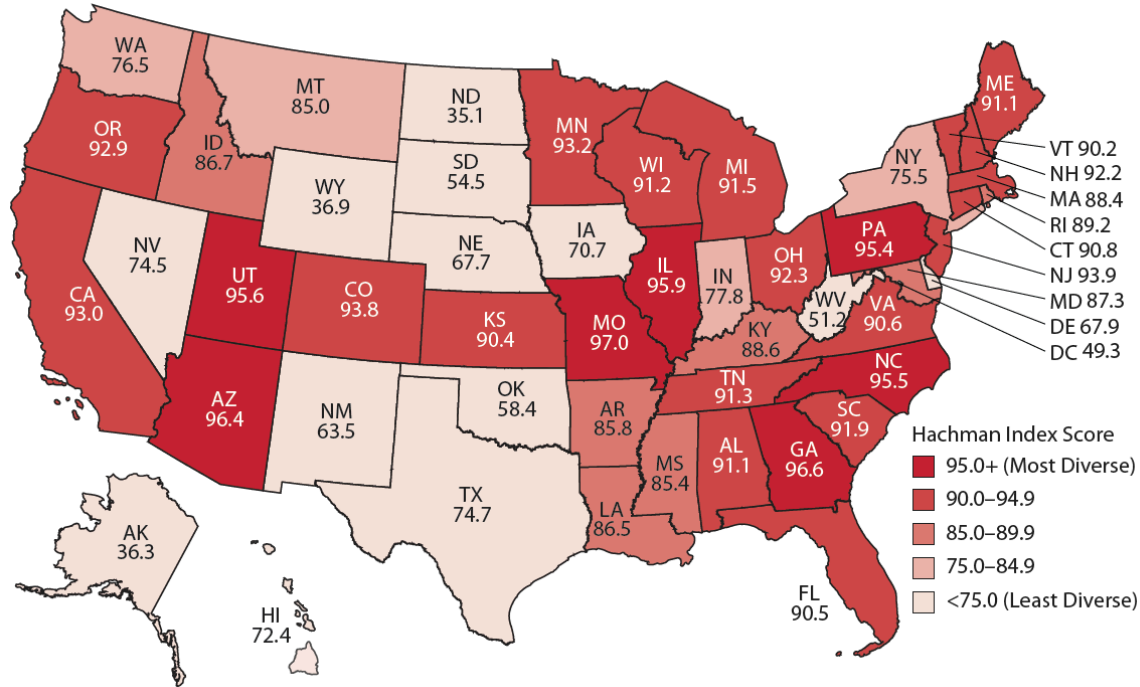 WA
76.5
MT
85.0
ND
35.1
MN
93.2
ME
91.1
OR
92.9
ID
86.7
SD
54.5
WI
91.2
MI
91.5
NY
75.5
VT 90.2
NH 92.2
MA 88.4
RI 89.2
CT 90.8
NJ 93.9
MD 87.3
DE 67.9
DC 49.3
WY
36.9
IA
70.7
PA
95.4
NV
74.5
NE
67.7
OH
92.3
UT
95.6
CO
93.8
IL
95.9
IN
77.8
WV
51.2
CA
93.0
KS
90.4
MO
97.0
KY
88.6
VA
90.6
AZ
96.4
NM
63.5
OK
58.4
AR
85.8
TN
91.3
NC
95.5
SC
91.9
MS
85.4
AL
91.1
GA
96.6
TX
74.7
LA
86.5
FL
90.5
AK
36.3
HI
72.4
Hachman Index Score
95.0+ (Most Diverse)
90.0–94.9
85.0–89.9
75.0–84.9
<75.0 (Least Diverse)